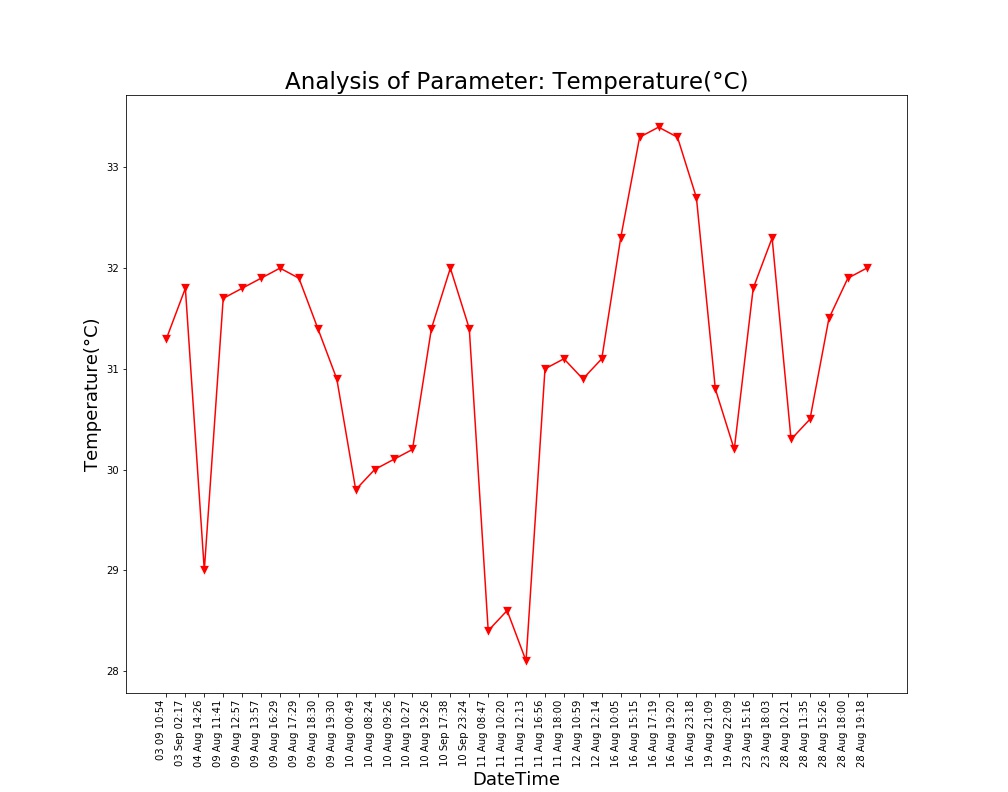 Analysis of Parameter: Temperature(°C)
Temperature(°C)
33
32
31
30
29
28
03 09 10:54
03 Sep 02:17
04 Aug 14:26
09 Aug 11:41
09 Aug 12:57
09 Aug 13:57
09 Aug 16:29
09 Aug 17:29
09 Aug 18:30
09 Aug 19:30
10 Aug 00:49
10 Aug 08:24
10 Aug 09:26
10 Aug 10:27
10 Aug 19:26
10 Sep 17:38
10 Sep 23:24
11 Aug 08:47
11 Aug 10:20
11 Aug 12:13
11 Aug 16:56
11 Aug 18:00
12 Aug 10:59
12 Aug 12:14
16 Aug 10:05
16 Aug 15:15
16 Aug 17:19
16 Aug 19:20
16 Aug 23:18
19 Aug 21:09
19 Aug 22:09
23 Aug 15:16
23 Aug 18:03
28 Aug 10:21
28 Aug 11:35
28 Aug 15:26
28 Aug 18:00
28 Aug 19:18
DateTime